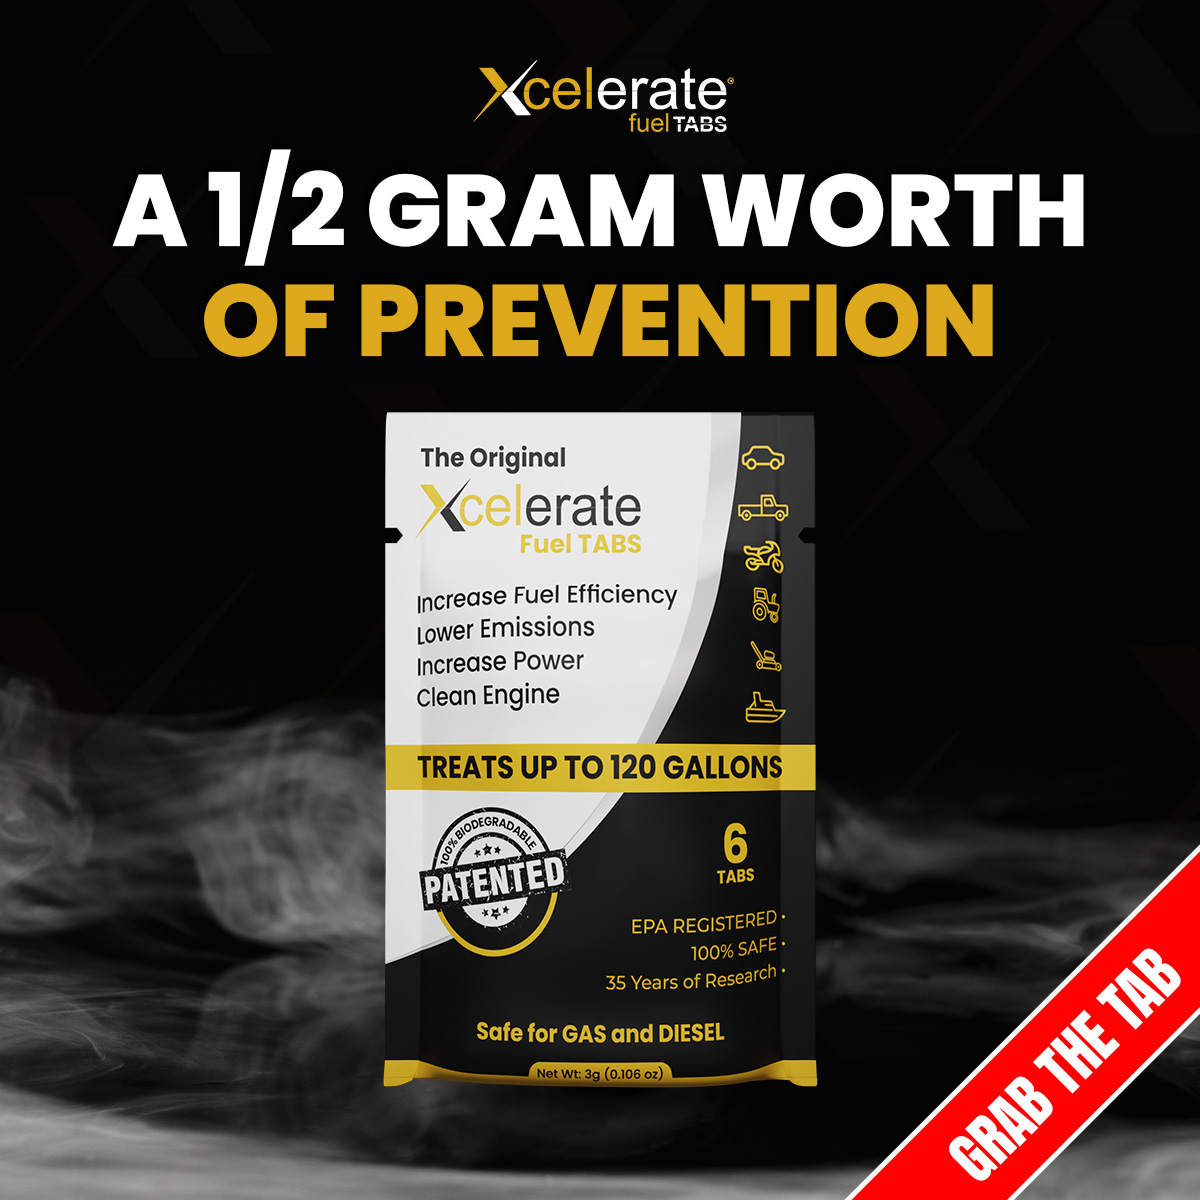 Xcelerate
fuel TABS
A 1/2 GRAM WORTH
OF PREVENTION
The Original
Xcelerate
Fuel TABS
Increase Fuel Efficiency
Lower Emissions
Increase Power
Clean Engine
TREATS UP TO 120 GALLONS
100% BIODEGRADABLE
PATENTED
6
TABS
EPA REGISTERED •
100% SAFE •
35 Years of Research •
Safe for GAS and DIESEL
Net Wt: 3g (0.106 oz)
GRAB THE TAB